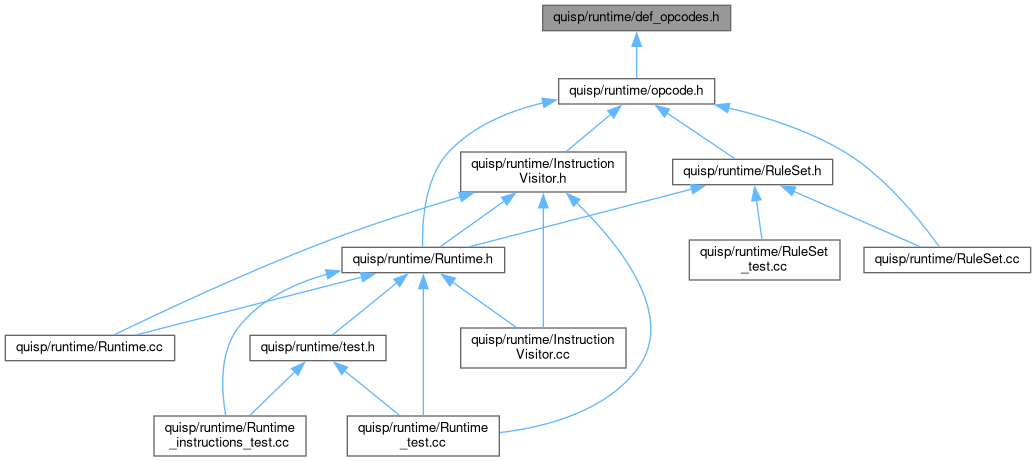 quisp/runtime/def_opcodes.h
quisp/runtime/opcode.h
quisp/runtime/Instruction
Visitor.h
quisp/runtime/RuleSet.h
quisp/runtime/Runtime.h
quisp/runtime/RuleSet
_test.cc
quisp/runtime/RuleSet.cc
quisp/runtime/Runtime.cc
quisp/runtime/test.h
quisp/runtime/Instruction
Visitor.cc
quisp/runtime/Runtime
_instructions_test.cc
quisp/runtime/Runtime
_test.cc